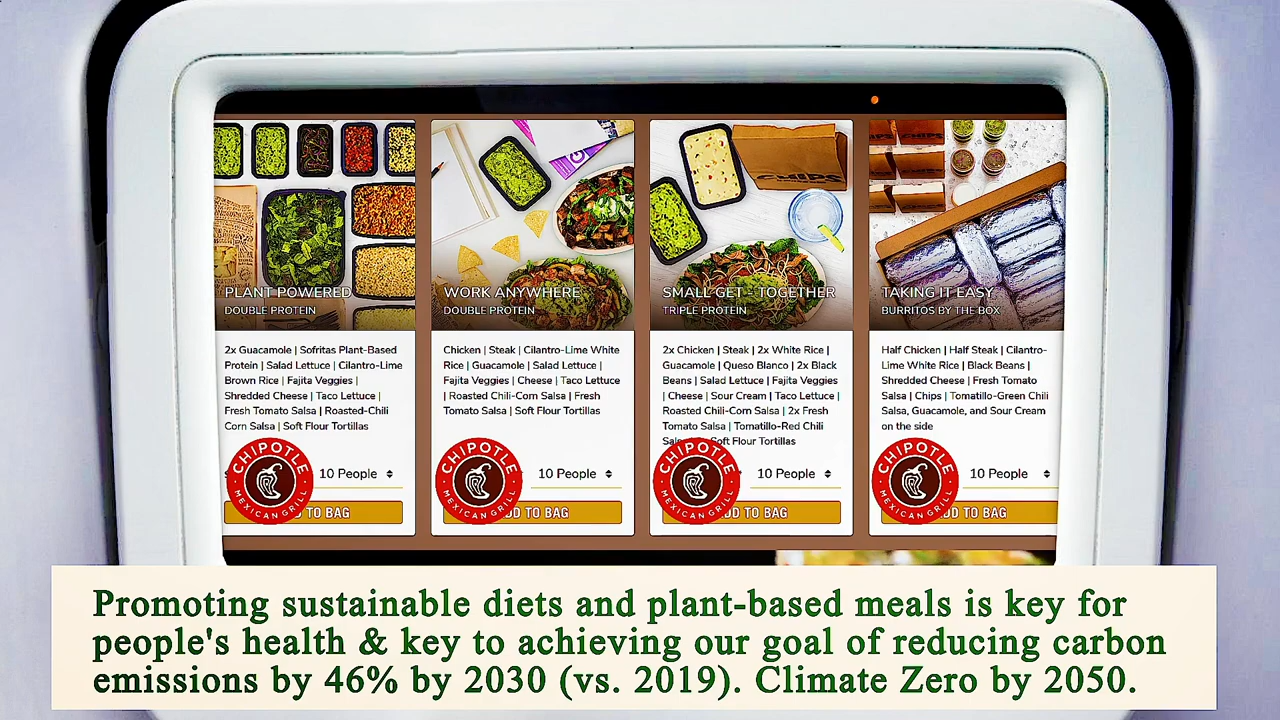 CHIPS
CHIPS
PLANT POWERED
DOUBLE PROTEIN
2x Guacamole | Sofritas Plant-Based
Protein | Salad Lettuce | Cilantro-Lime
Brown Rice | Fajita Veggies |
Shredded Cheese | Taco Lettuce |
Fresh Tomato Salsa | Roasted-Chili
Corn Salsa | Soft Flour Tortillas
CHIPOTLE
MEXICAN GRILL
10 People
TO BAG
WORK ANYWHERE
DOUBLE PROTEIN
Chicken | Steak | Cilantro-Lime White
Rice | Guacamole | Salad Lettuce |
Fajita Veggies | Cheese | Taco Lettuce
| Roasted Chili-Corn Salsa | Fresh
Tomato Salsa | Soft Flour Tortillas
CHIPOTLE
MEXICAN GRILL
10 People
TO BAG
SMALL GET - TOGETHER
TRIPLE PROTEIN
2x Chicken | Steak | 2x White Rice |
Guacamole | Queso Blanco | 2x Black
Beans | Salad Lettuce | Fajita Veggies
| Cheese | Sour Cream | Taco Lettuce |
Roasted Chili-Corn Salsa | 2x Fresh
Tomato Salsa | Tomatillo-Red Chili
Soft Flour Tortillas
CHIPOTLE
MEXICAN GRILL
10 People
TO BAG
TAKING IT EASY
BURRITOS BY THE BOX
Half Chicken | Half Steak | Cilantro-
Lime White Rice | Black Beans |
Shredded Cheese | Fresh Tomato
Salsa | Chips | Tomatillo-Green Chili
Salsa, Guacamole, and Sour Cream
on the side
CHIPOTLE
MEXICAN GRILL
10 People
TO BAG
Promoting sustainable diets and plant-based meals is key for
people's health & key to achieving our goal of reducing carbon
emissions by 46% by 2030 (vs. 2019). Climate Zero by 2050.